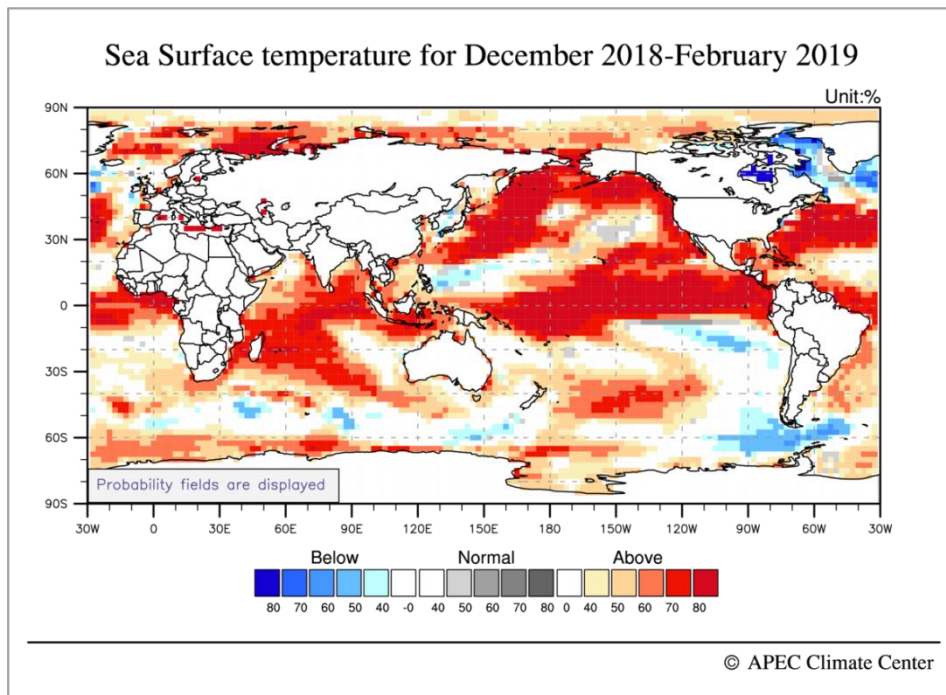 Sea Surface temperature for December 2018-February 2019
Unit:%
90N
60N
30N
0
30S
60S
90S
Probability fields are displayed
30W 0 30E 60E 90E 120E 150E 180 150W 120W 90W 60W 30W
Below Normal Above
80 70 60 50 40 -0 40 50 60 70 80 0 40 50 60 70 80
© APEC Climate Center